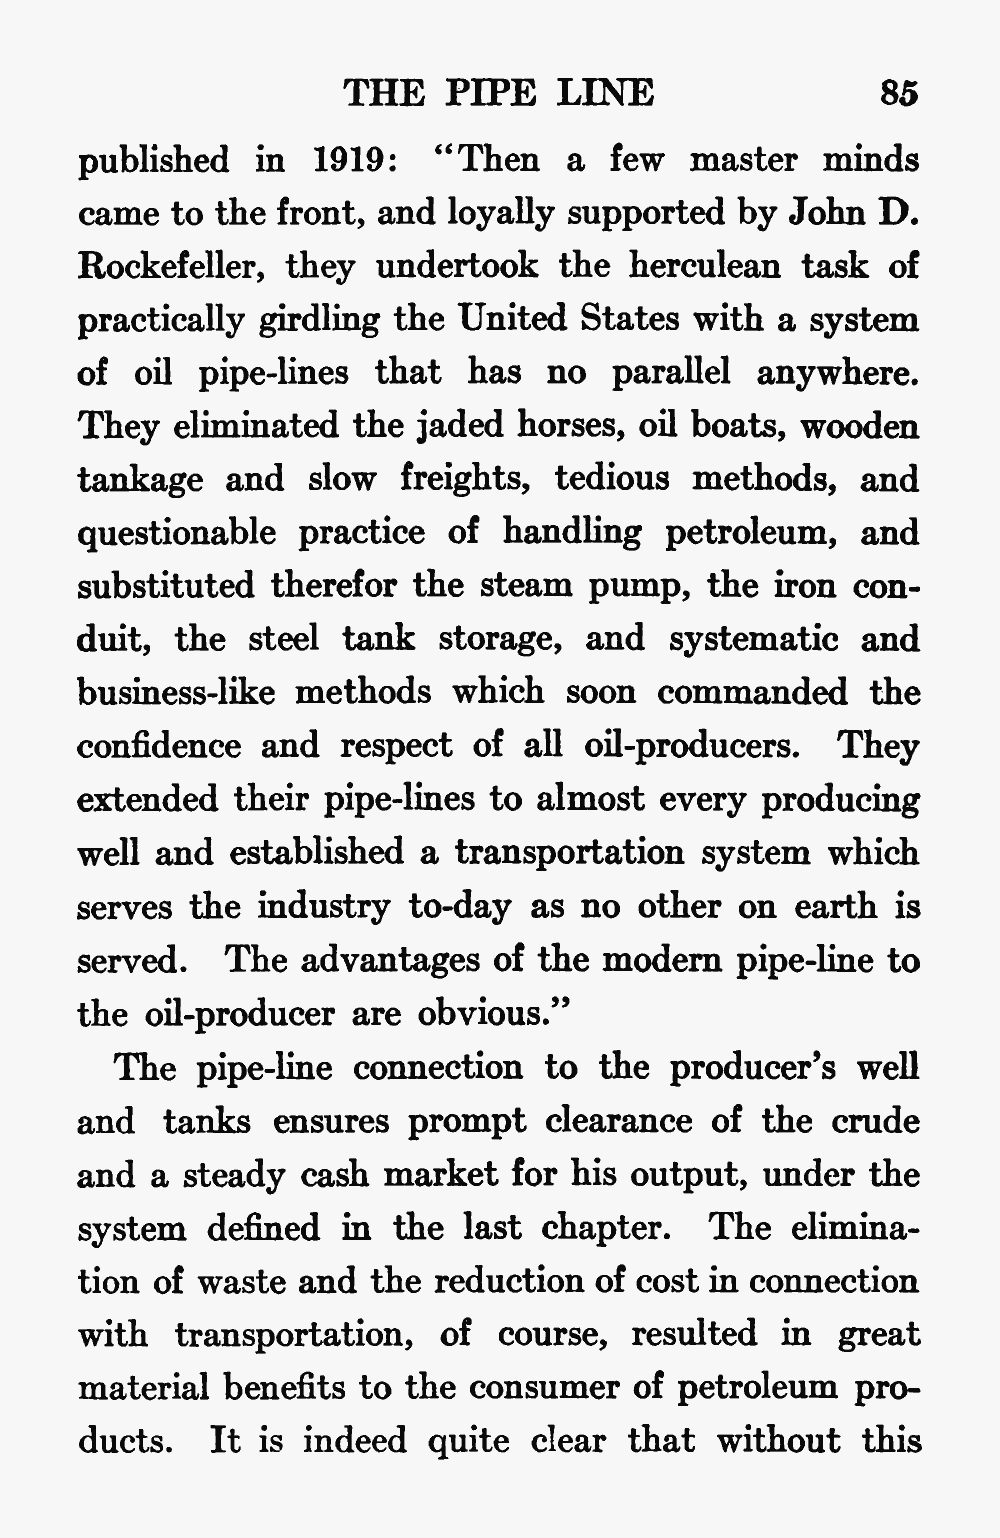 THE PIPE LINE 85
published in 1919: “Then a few master minds
came to the front, and loyally supported by John D.
Rockefeller, they undertook the herculean task of
practically girdling the United States with a system
of oil pipe-lines that has no parallel anywhere.
They eliminated the jaded horses, oil boats, wooden
tankage and slow freights, tedious methods, and
questionable practice of handling petroleum, and
substituted therefor the steam pump, the iron con-
duit, the steel tank storage, and systematic and
business-like methods which soon commanded the
confidence and respect of all oil-producers. They
extended their pipe-lines to almost every producing
well and established a transportation system which
serves the industry to-day as no other on earth is
served. The advantages of the modern pipe-line to
the oil-producer are obvious.”
The pipe-line connection to the producer’s well
and tanks ensures prompt clearance of the crude
and a steady cash market for his output, under the
system defined in the last chapter. The elimina-
tion of waste and the reduction of cost in connection
with transportation, of course, resulted in great
material benefits to the consumer of petroleum pro-
ducts. It is indeed quite clear that without this